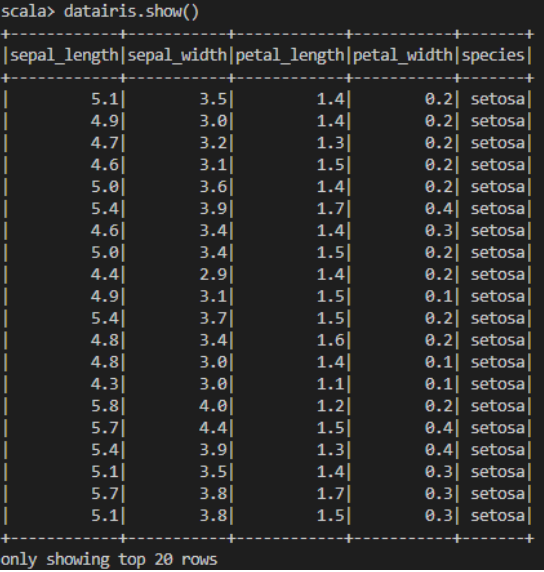 scala> datairis.show()
+------------+-----------+------------+-----------+-------+
|sepal_length|sepal_width|petal_length|petal_width|species|
+------------+-----------+------------+-----------+-------+
|         5.1|        3.5|         1.4|        0.2| setosa|
|         4.9|        3.0|         1.4|        0.2| setosa|
|         4.7|        3.2|         1.3|        0.2| setosa|
|         4.6|        3.1|         1.5|        0.2| setosa|
|         5.0|        3.6|         1.4|        0.2| setosa|
|         5.4|        3.9|         1.7|        0.4| setosa|
|         4.6|        3.4|         1.4|        0.3| setosa|
|         5.0|        3.4|         1.5|        0.2| setosa|
|         4.4|        2.9|         1.4|        0.2| setosa|
|         4.9|        3.1|         1.5|        0.1| setosa|
|         5.4|        3.7|         1.5|        0.2| setosa|
|         4.8|        3.4|         1.6|        0.2| setosa|
|         4.8|        3.0|         1.4|        0.1| setosa|
|         4.3|        3.0|         1.1|        0.1| setosa|
|         5.8|        4.0|         1.2|        0.2| setosa|
|         5.7|        4.4|         1.5|        0.4| setosa|
|         5.4|        3.9|         1.3|        0.4| setosa|
|         5.1|        3.5|         1.4|        0.3| setosa|
|         5.7|        3.8|         1.7|        0.3| setosa|
|         5.1|        3.8|         1.5|        0.3| setosa|
+------------+-----------+------------+-----------+-------+
only showing top 20 rows